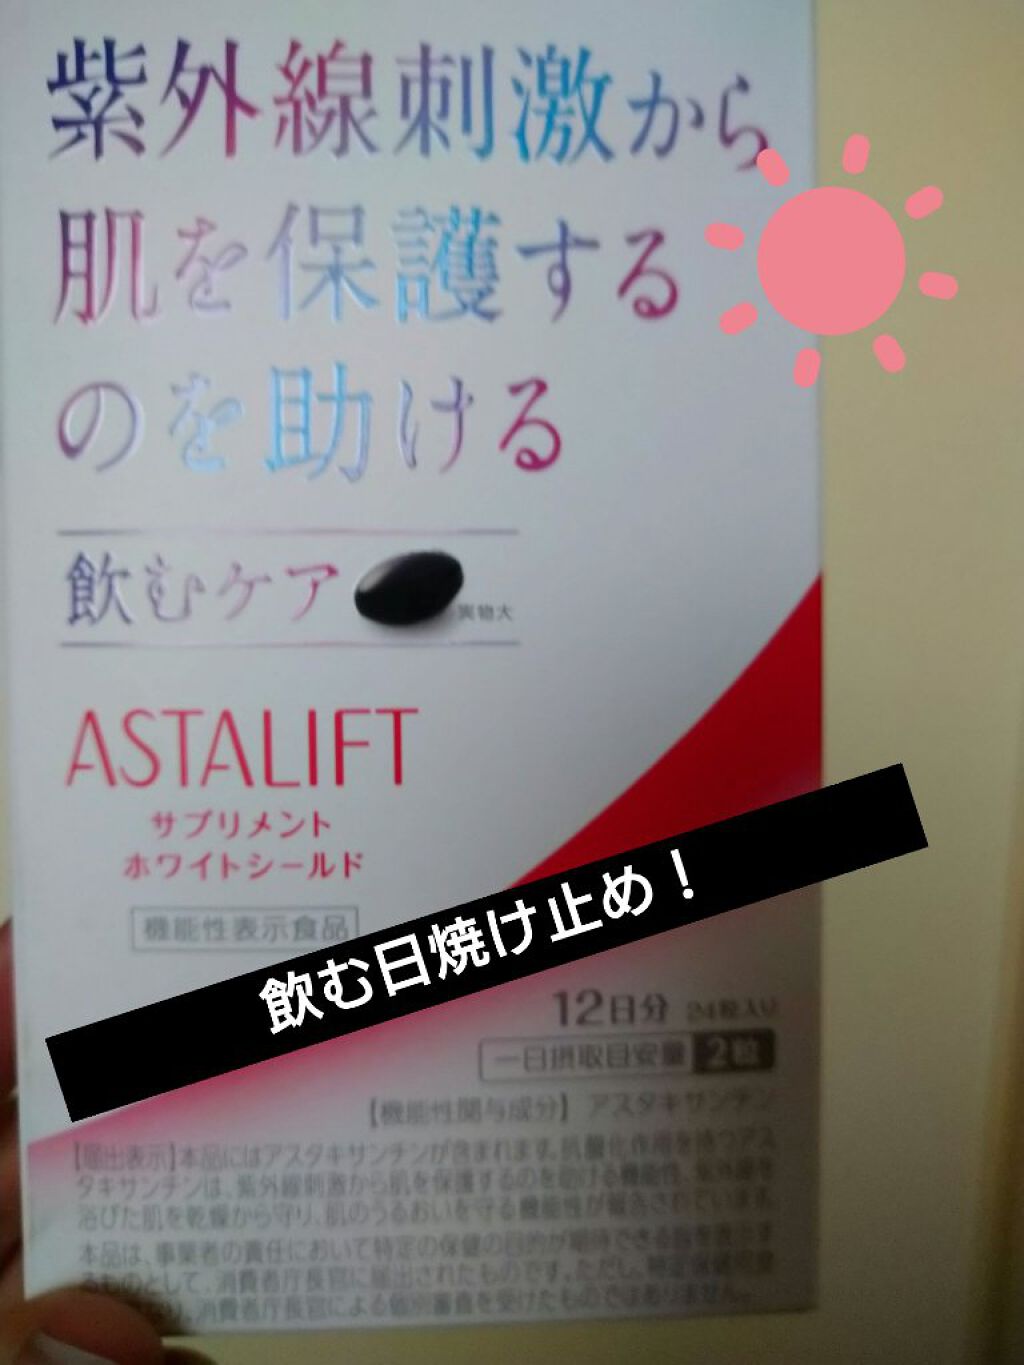 紫外線刺激から
肌を保護する
のを助ける
飲むケア
実物大
ASTALIFT
サプリメント
ホワイトシールド
機能性表示食品
飲む日焼け止め！
12日分 24粒入り
一日摂取目安量 2粒
【機能性関与成分】 アスタキサンチン
【届出表示】本品にはアスタキサンチンが含まれます。抗酸化作用を持つアス
タキサンチンは、紫外線刺激から肌を保護するのを助ける機能性、紫外線を
浴びた肌を乾燥から守り、肌のうるおいを守る機能性が報告されています。
本品は、事業者の責任において特定の保健の目的が期待できる旨を表示す
るものとして、消費者庁長官に届出されたものです。ただし、特定保健用食
、消費者庁長官による個別審査を受けたものではありません。